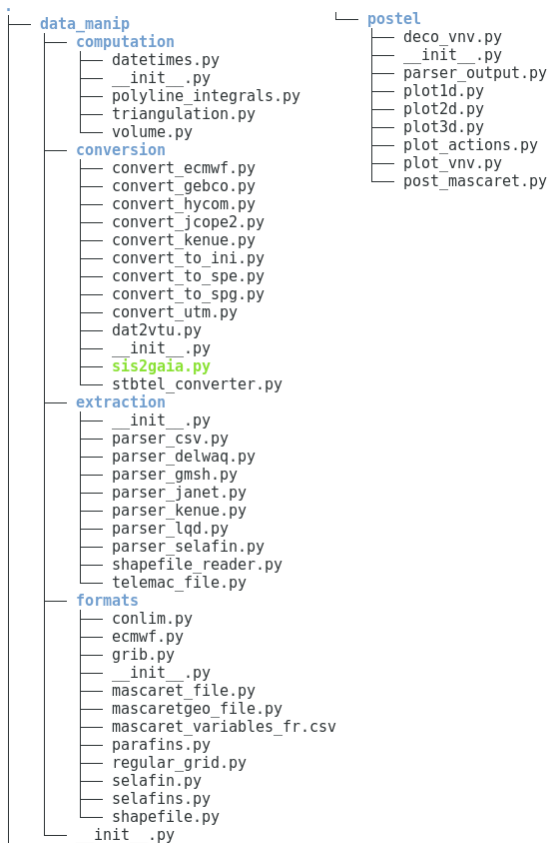 .
data_manip
computation
datetimes.py
__init__.py
polyline_integrals.py
triangulation.py
volume.py
conversion
convert_ecmwf.py
convert_gebco.py
convert_hycom.py
convert_jcope2.py
convert_kenue.py
convert_to_ini.py
convert_to_spe.py
convert_to_spg.py
convert_utm.py
dat2vtu.py
__init__.py
sis2gaia.py
stbtel_converter.py
extraction
__init__.py
parser_csv.py
parser_delwaq.py
parser_gmsh.py
parser_janet.py
parser_kenue.py
parser_lqd.py
parser_selafin.py
shapefile_reader.py
telemac_file.py
formats
conlim.py
ecmwf.py
grib.py
__init__.py
mascaret_file.py
mascaretgeo_file.py
mascaret_variables_fr.csv
parafins.py
regular_grid.py
selafin.py
selafins.py
shapefile.py
__init__.py
postel
deco_vnv.py
__init__.py
parser_output.py
plot1d.py
plot2d.py
plot3d.py
plot_actions.py
plot_vnv.py
post_mascaret.py